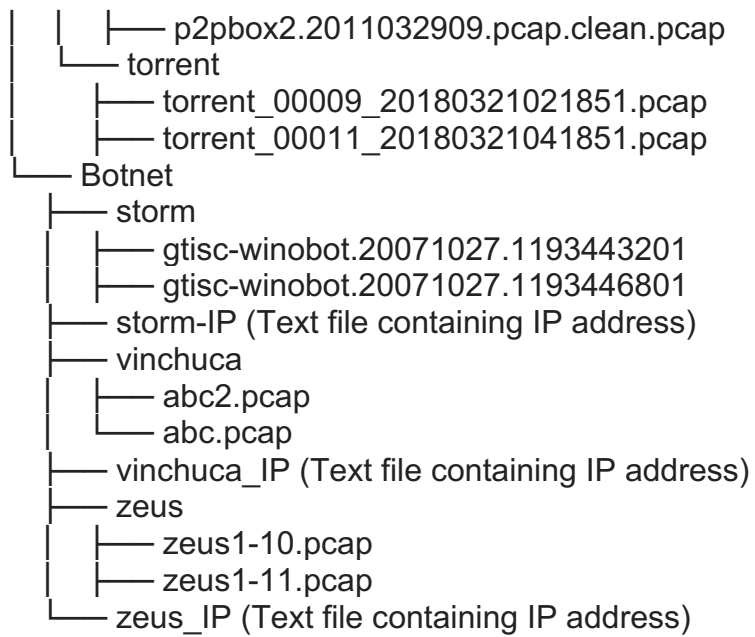 p2pbox2.2011032909.pcap.clean.pcap
torrent
torrent_00009_20180321021851.pcap
torrent_00011_20180321041851.pcap
Botnet
storm
gtisc-winobot.20071027.1193443201
gtisc-winobot.20071027.1193446801
storm-IP (Text file containing IP address)
vinchuca
abc2.pcap
abc.pcap
vinchuca_IP (Text file containing IP address)
zeus
zeus1-10.pcap
zeus1-11.pcap
zeus_IP (Text file containing IP address)